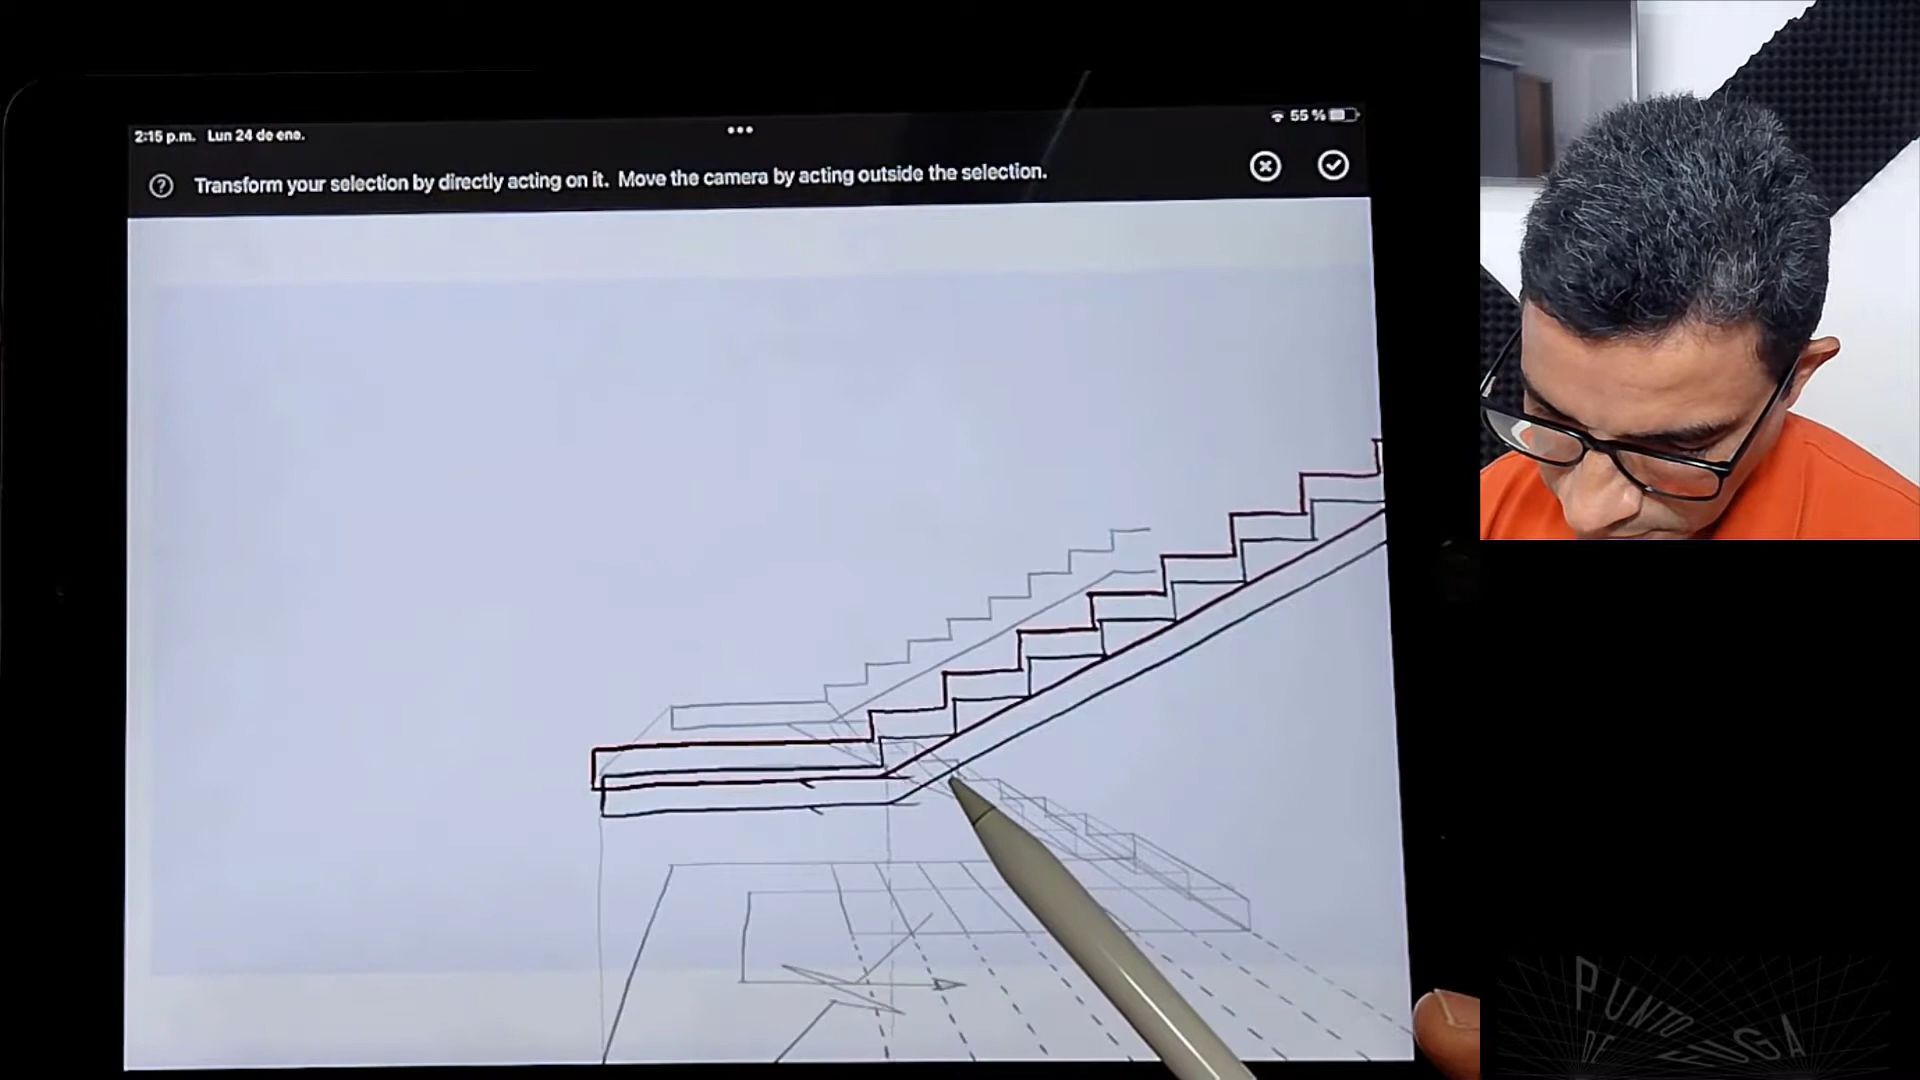 2:15 p.m. Lun 24 de ene.
55 %
Transform your selection by directly acting on it. Move the camera by acting outside the selection.
PUNTO
DE FUGA